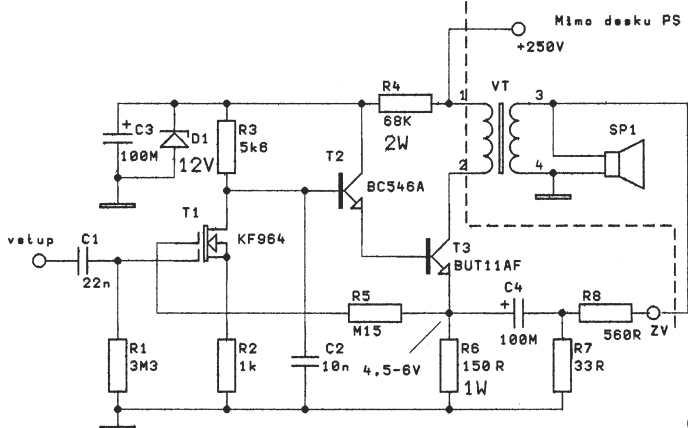 Mimo desku PS
+250V
R4
1
VT
3
68K
2W
SP1
+
C3
D1
R3
100M
5k6
12V
T2
2
4
BC546A
T1
vstup
C1
KF964
T3
BUT11AF
22n
R5
+
C4
R8
M15
100M
560R
ZV
R1
R2
C2
R6
R7
3M3
1k
10n
4,5-6V
150R
33R
1W